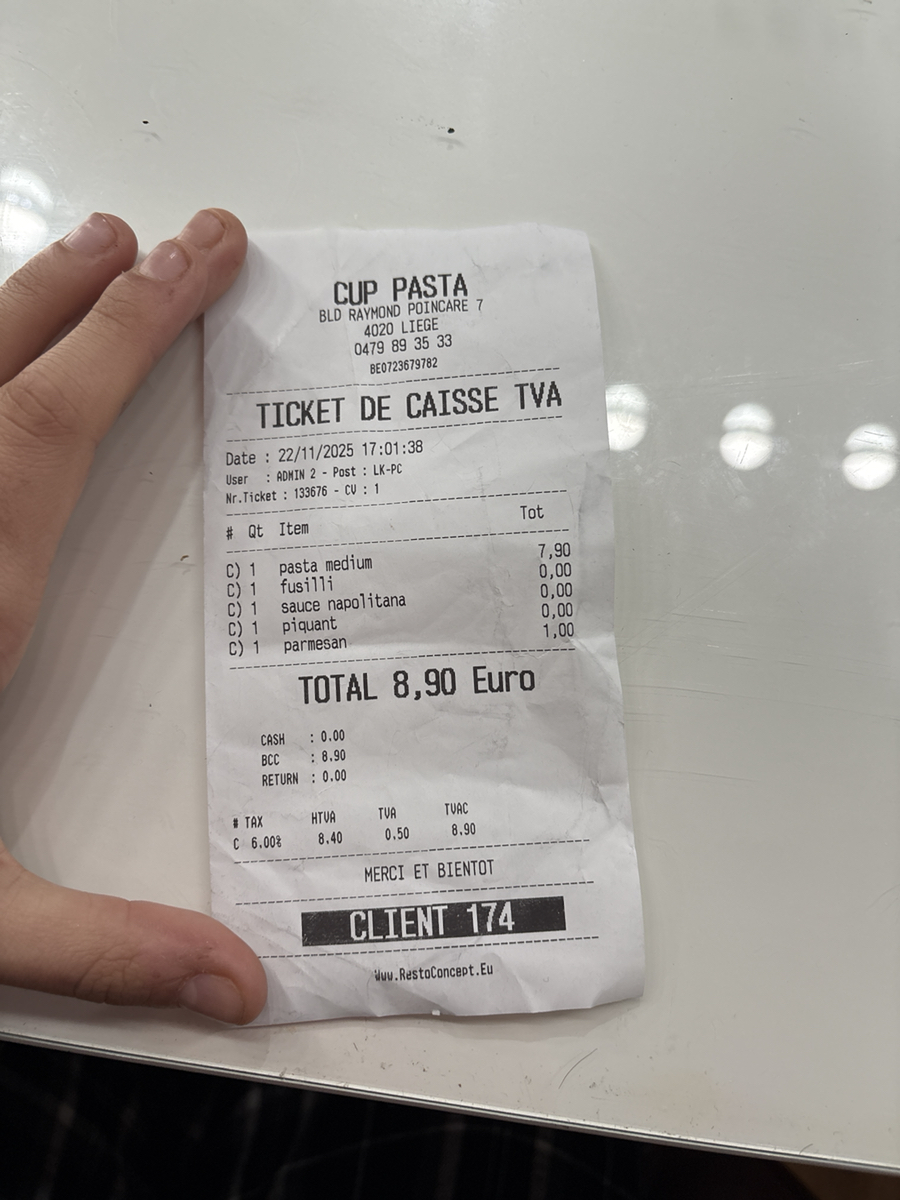 CUP PASTA
BLD RAYMOND POINCARE 7
4020 LIEGE
0479 89 35 33
BE0723679782
TICKET DE CAISSE TVA
Date : 22/11/2025 17:01:38
User : ADMIN 2 - Post : LK-PC
Nr.Ticket : 133676 - CV : 1
# Qt Item Tot
C) 1 pasta medium 7,90
C) 1 fusilli 0,00
C) 1 sauce napolitana 0,00
C) 1 piquant 0,00
C) 1 parmesan 1,00
TOTAL 8,90 Euro
CASH : 0.00
BCC : 8.90
RETURN : 0.00
# TAX HTVA TVA TVAC
C 6.00% 8.40 0.50 8.90
MERCI ET BIENTOT
CLIENT 174
Www.RestoConcept.Eu